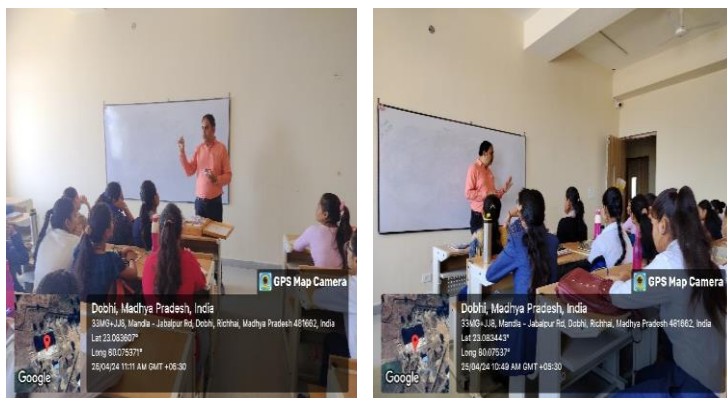 GPS Map Camera
Dobhi, Madhya Pradesh, India
33MG+JJ8, Mandla - Jabalpur Rd, Dobhi, Richhai, Madhya Pradesh 481662, India
Lat 23.083607°
Long 80.075371°
25/04/24 11:11 AM GMT +05:30
Google
GPS Map Camera
Dobhi, Madhya Pradesh, India
33MG+JJ8, Mandla - Jabalpur Rd, Dobhi, Richhai, Madhya Pradesh 481662, India
Lat 23.083443°
Long 80.07537°
25/04/24 10:49 AM GMT +05:30
Google